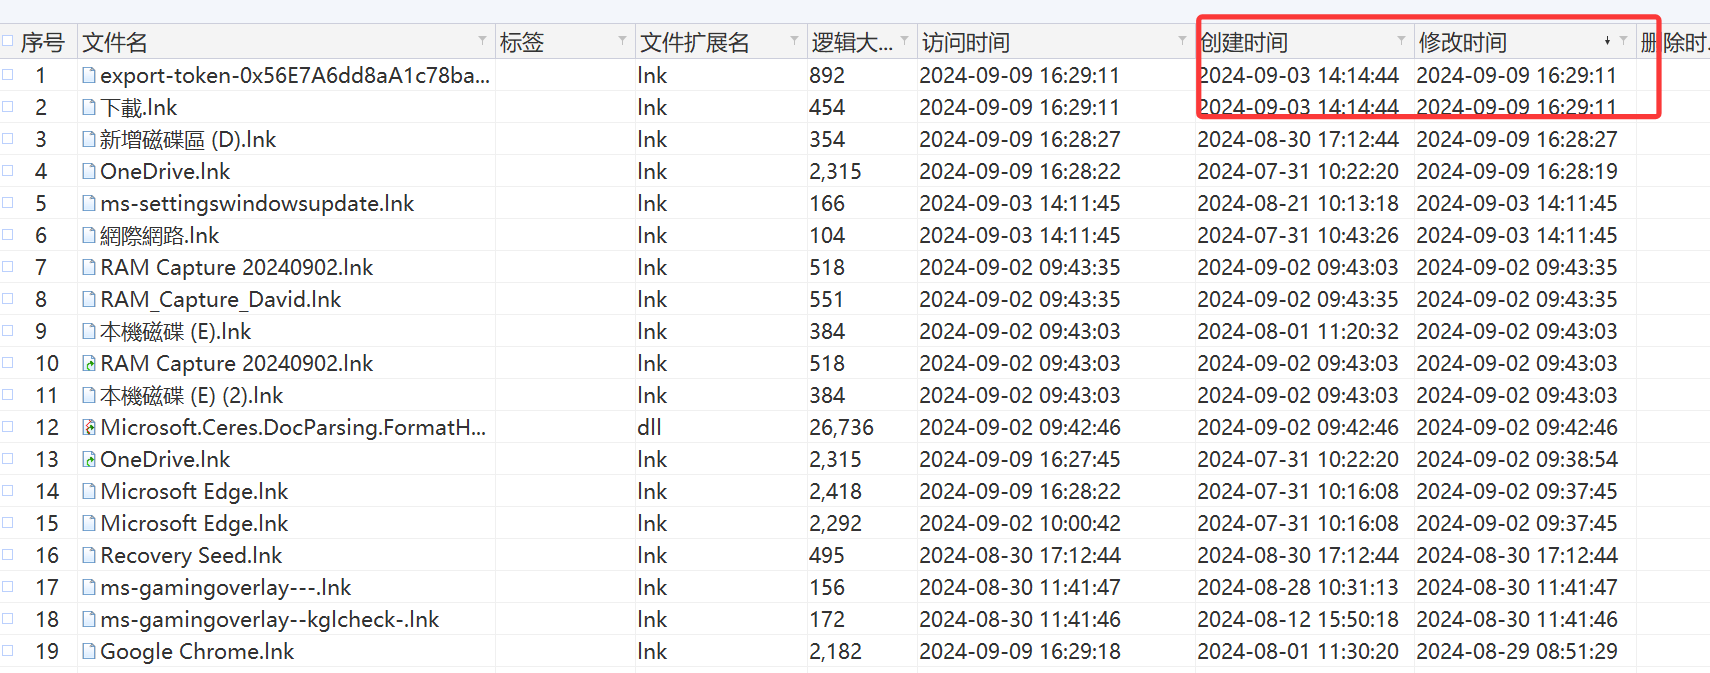 序号 文件名 标签 文件扩展名 逻辑大... 访问时间 创建时间 修改时间 删除时
1 export-token-0x56E7A6dd8aA1c78ba... lnk 892 2024-09-09 16:29:11 2024-09-03 14:14:44 2024-09-09 16:29:11
2 下載.lnk lnk 454 2024-09-09 16:29:11 2024-09-03 14:14:44 2024-09-09 16:29:11
3 新增磁碟區 (D).lnk lnk 354 2024-09-09 16:28:27 2024-08-30 17:12:44 2024-09-09 16:28:27
4 OneDrive.lnk lnk 2,315 2024-09-09 16:28:22 2024-07-31 10:22:20 2024-09-09 16:28:19
5 ms-settingswindowsupdate.lnk lnk 166 2024-09-03 14:11:45 2024-08-21 10:13:18 2024-09-03 14:11:45
6 網際網路.lnk lnk 104 2024-09-03 14:11:45 2024-07-31 10:43:26 2024-09-03 14:11:45
7 RAM Capture 20240902.lnk lnk 518 2024-09-02 09:43:35 2024-09-02 09:43:03 2024-09-02 09:43:35
8 RAM_Capture_David.lnk lnk 551 2024-09-02 09:43:35 2024-09-02 09:43:35 2024-09-02 09:43:35
9 本機磁碟 (E).lnk lnk 384 2024-09-02 09:43:03 2024-08-01 11:20:32 2024-09-02 09:43:03
10 RAM Capture 20240902.lnk lnk 518 2024-09-02 09:43:03 2024-09-02 09:43:03 2024-09-02 09:43:03
11 本機磁碟 (E) (2).lnk lnk 384 2024-09-02 09:43:03 2024-09-02 09:43:03 2024-09-02 09:43:03
12 Microsoft.Ceres.DocParsing.FormatH... dll 26,736 2024-09-02 09:42:46 2024-09-02 09:42:46 2024-09-02 09:42:46
13 OneDrive.lnk lnk 2,315 2024-09-09 16:27:45 2024-07-31 10:22:20 2024-09-02 09:38:54
14 Microsoft Edge.lnk lnk 2,418 2024-09-09 16:28:22 2024-07-31 10:16:08 2024-09-02 09:37:45
15 Microsoft Edge.lnk lnk 2,292 2024-09-02 10:00:42 2024-07-31 10:16:08 2024-09-02 09:37:45
16 Recovery Seed.lnk lnk 495 2024-08-30 17:12:44 2024-08-30 17:12:44 2024-08-30 17:12:44
17 ms-gamingoverlay---.lnk lnk 156 2024-08-30 11:41:47 2024-08-28 10:31:13 2024-08-30 11:41:47
18 ms-gamingoverlay--kglcheck-.lnk lnk 172 2024-08-30 11:41:46 2024-08-12 15:50:18 2024-08-30 11:41:46
19 Google Chrome.lnk lnk 2,182 2024-09-09 16:29:18 2024-08-01 11:30:20 2024-08-29 08:51:29